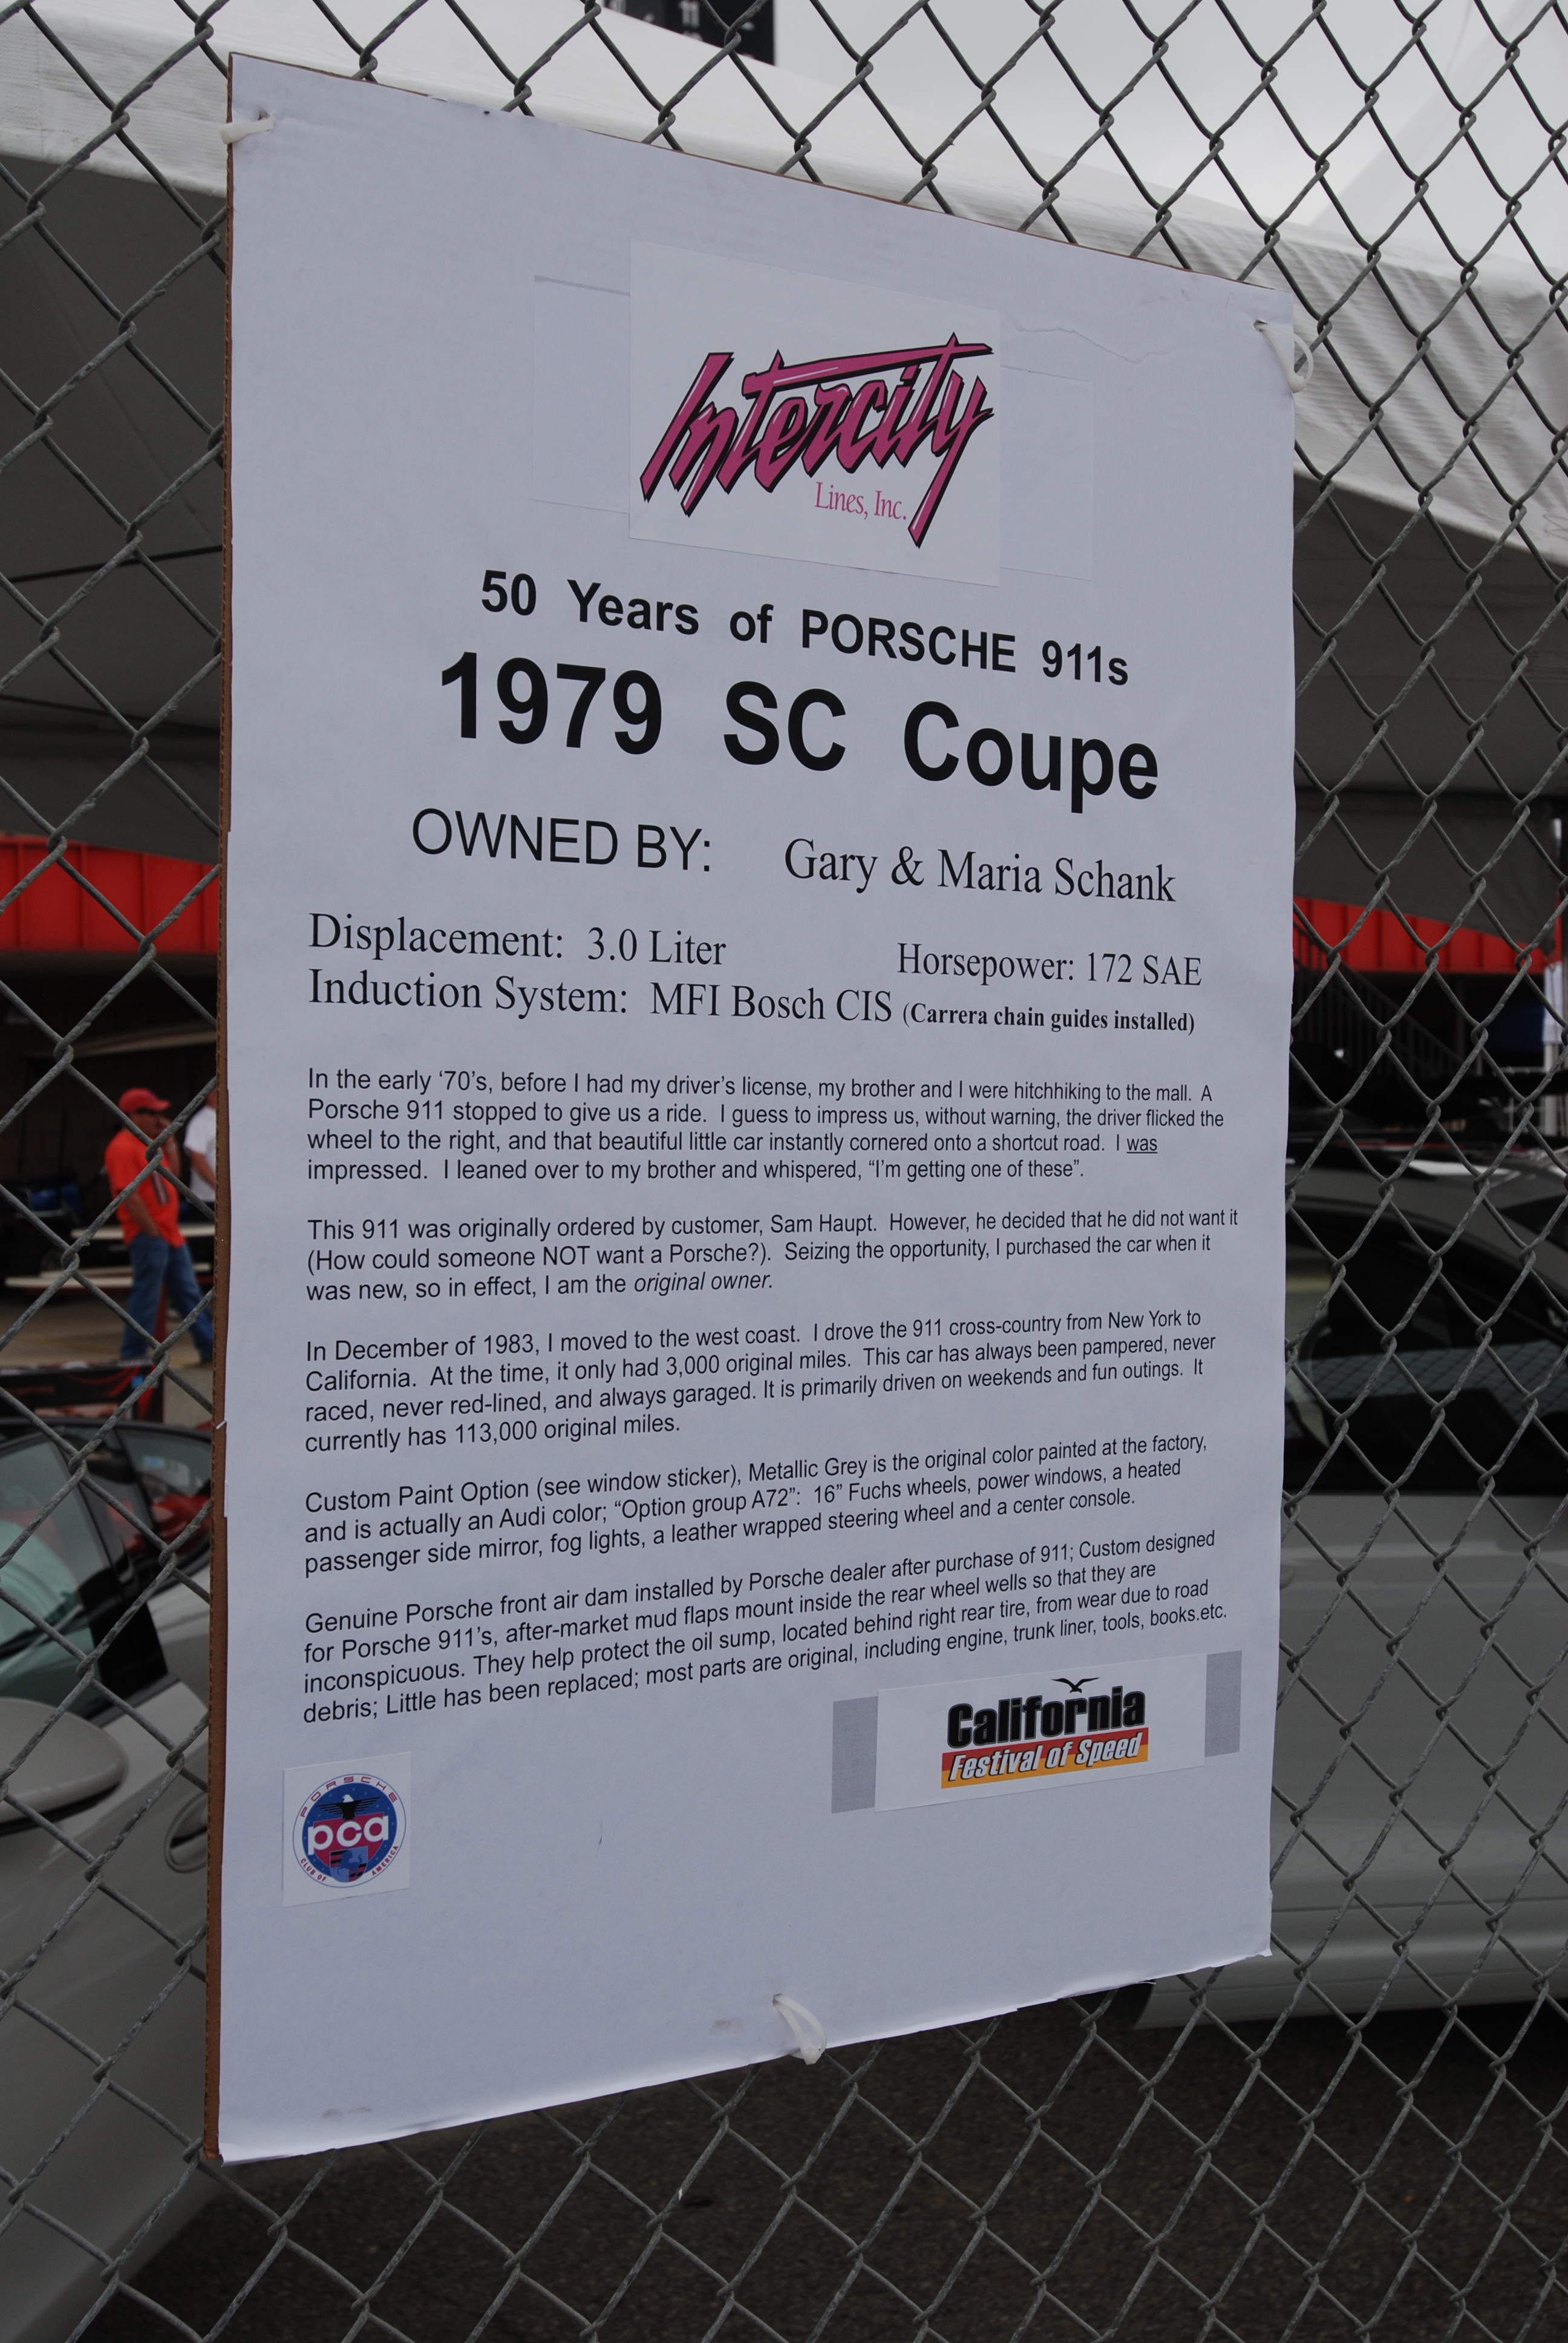 11
Intercity
Lines, Inc.
50 Years of PORSCHE 911s
1979 SC Coupe
OWNED BY: Gary & Maria Schank
Displacement: 3.0 Liter Horsepower: 172 SAE
Induction System: MFI Bosch CIS (Carrera chain guides installed)
In the early ‘70’s, before I had my driver’s license, my brother and I were hitchhiking to the mall. A
Porsche 911 stopped to give us a ride. I guess to impress us, without warning, the driver flicked the
wheel to the right, and that beautiful little car instantly cornered onto a shortcut road. I was
impressed. I leaned over to my brother and whispered, “I’m getting one of these”.
This 911 was originally ordered by customer, Sam Haupt. However, he decided that he did not want it
(How could someone NOT want a Porsche?). Seizing the opportunity, I purchased the car when it
was new, so in effect, I am the original owner.
In December of 1983, I moved to the west coast. I drove the 911 cross-country from New York to
California. At the time, it only had 3,000 original miles. This car has always been pampered, never
raced, never red-lined, and always garaged. It is primarily driven on weekends and fun outings. It
currently has 113,000 original miles.
Custom Paint Option (see window sticker), Metallic Grey is the original color painted at the factory,
and is actually an Audi color; “Option group A72”: 16” Fuchs wheels, power windows, a heated
passenger side mirror, fog lights, a leather wrapped steering wheel and a center console.
Genuine Porsche front air dam installed by Porsche dealer after purchase of 911; Custom designed
for Porsche 911’s, after-market mud flaps mount inside the rear wheel wells so that they are
inconspicuous. They help protect the oil sump, located behind right rear tire, from wear due to road
debris; Little has been replaced; most parts are original, including engine, trunk liner, tools, books.etc.
California
Festival of Speed
PORSCHE
pca
CLUB OF AMERICA